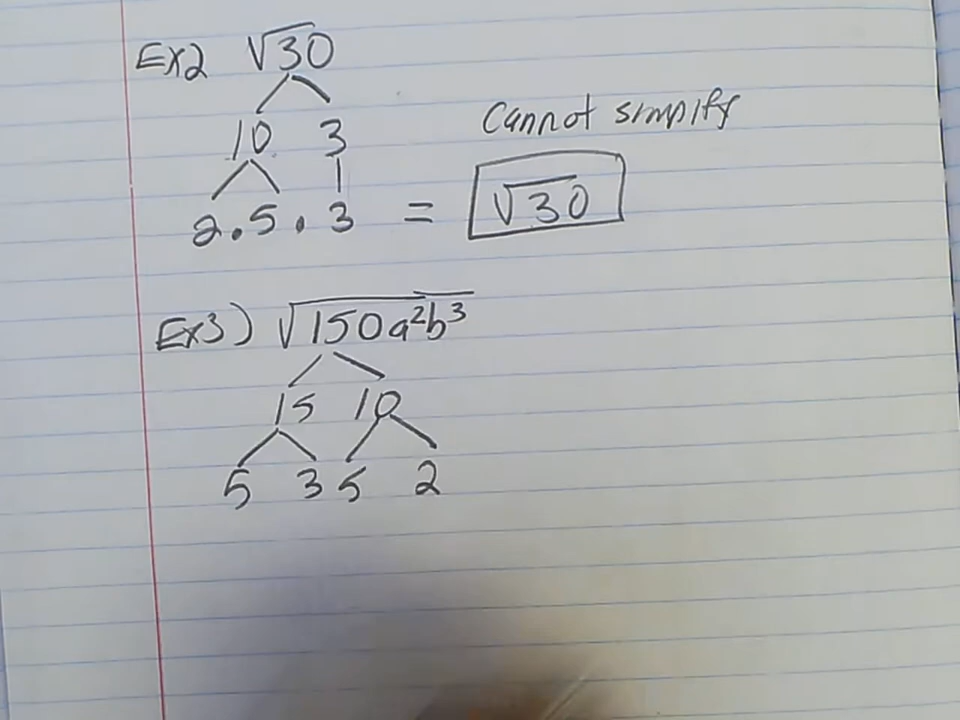 Ex2 √30
10 3
Cannot simplify
2.5.3 = √30
Ex3) √150a²b³
15 10
5 3 5 2